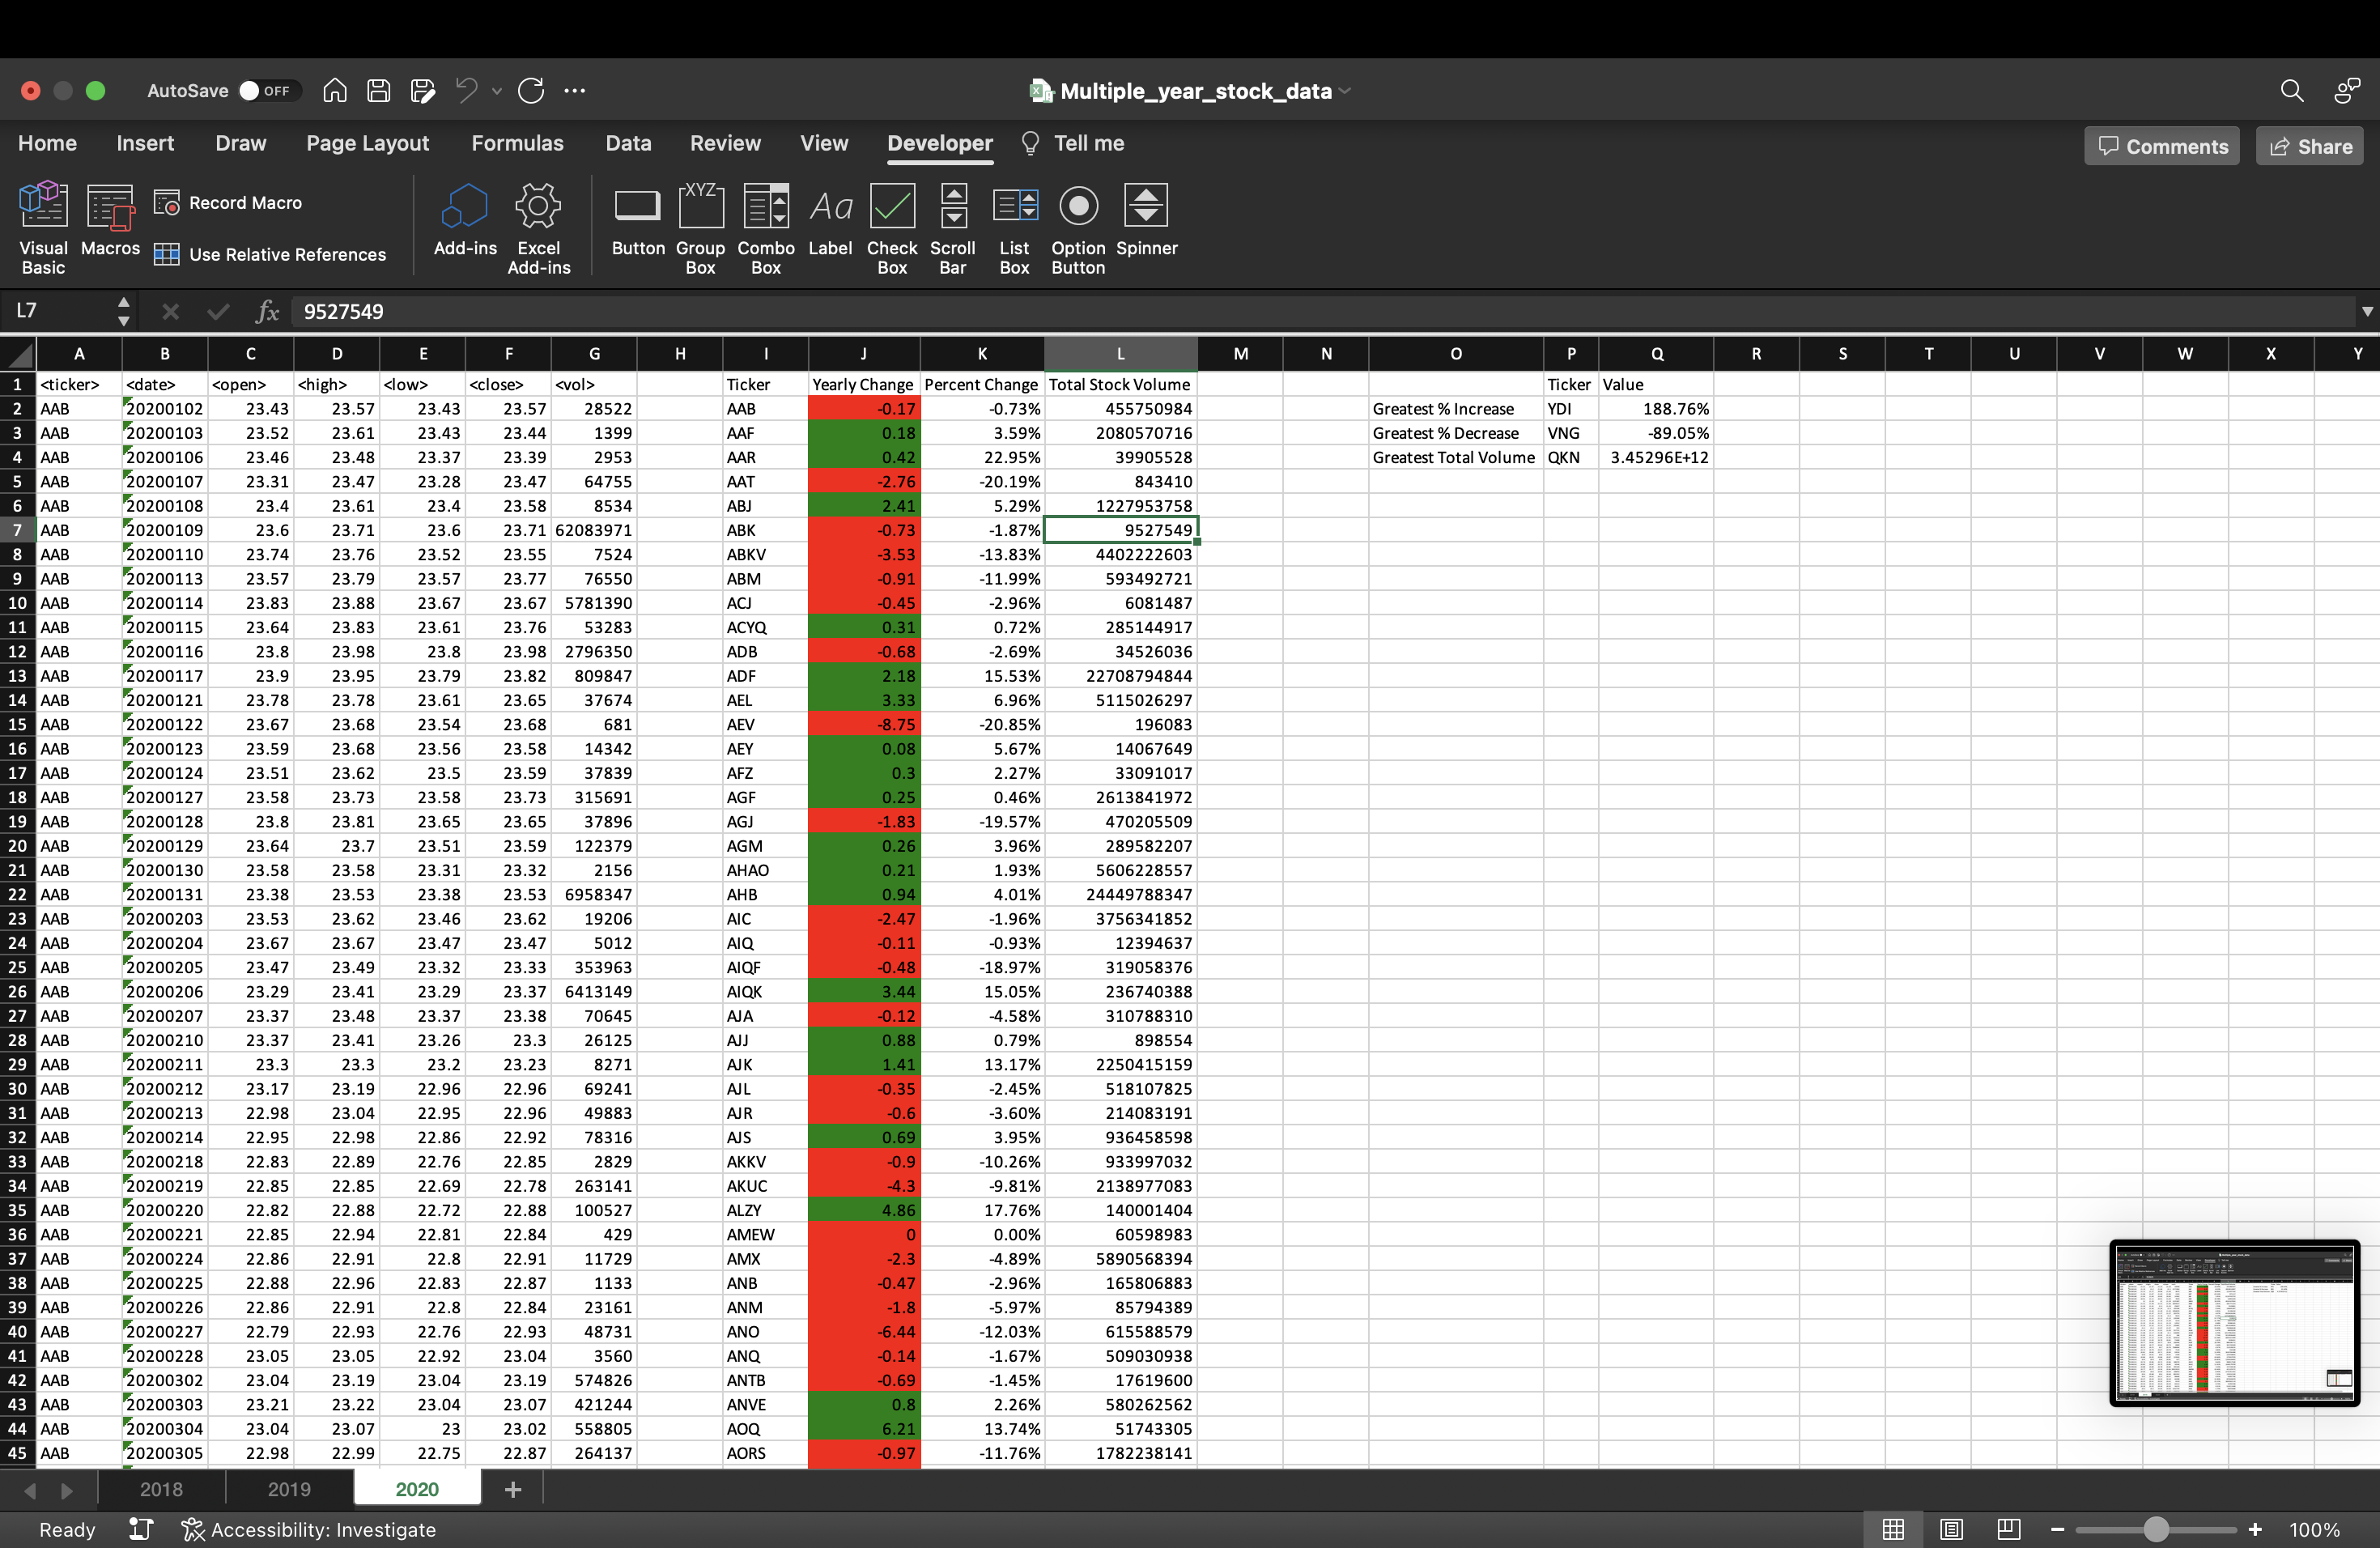 AutoSave OFF Multiple_year_stock_data
Home Insert Draw Page Layout Formulas Data Review View Developer Tell me Comments Share
Visual Basic Macros Record Macro Use Relative References Add-ins Excel Add-ins Button Group Box XYZ Combo Box Aa Label Check Box Scroll Bar List Box Option Button Spinner
L7 fx 9527549
A B C D E F G H I J K L M N O P Q R S T U V W X Y
1 <ticker> <date> <open> <high> <low> <close> <vol> Ticker Yearly Change Percent Change Total Stock Volume Ticker Value
2 AAB 20200102 23.43 23.57 23.43 23.57 28522 AAB -0.17 -0.73% 455750984 Greatest % Increase YDI 188.76%
3 AAB 20200103 23.52 23.61 23.43 23.44 1399 AAF 0.18 3.59% 2080570716 Greatest % Decrease VNG -89.05%
4 AAB 20200106 23.46 23.48 23.37 23.39 2953 AAR 0.42 22.95% 39905528 Greatest Total Volume QKN 3.45296E+12
5 AAB 20200107 23.31 23.47 23.28 23.47 64755 AAT -2.76 -20.19% 843410
6 AAB 20200108 23.4 23.61 23.4 23.58 8534 ABJ 2.41 5.29% 1227953758
7 AAB 20200109 23.6 23.71 23.6 23.71 62083971 ABK -0.73 -1.87% 9527549
8 AAB 20200110 23.74 23.76 23.52 23.55 7524 ABKV -3.53 -13.83% 4402222603
9 AAB 20200113 23.57 23.79 23.57 23.77 76550 ABM -0.91 -11.99% 593492721
10 AAB 20200114 23.83 23.88 23.67 23.67 5781390 ACJ -0.45 -2.96% 6081487
11 AAB 20200115 23.64 23.83 23.61 23.76 53283 ACYQ 0.31 0.72% 285144917
12 AAB 20200116 23.8 23.98 23.8 23.98 2796350 ADB -0.68 -2.69% 34526036
13 AAB 20200117 23.9 23.95 23.79 23.82 809847 ADF 2.18 15.53% 22708794844
14 AAB 20200121 23.78 23.78 23.61 23.65 37674 AEL 3.33 6.96% 5115026297
15 AAB 20200122 23.67 23.68 23.54 23.68 681 AEV -8.75 -20.85% 196083
16 AAB 20200123 23.59 23.68 23.56 23.58 14342 AEY 0.08 5.67% 14067649
17 AAB 20200124 23.51 23.62 23.5 23.59 37839 AFZ 0.3 2.27% 33091017
18 AAB 20200127 23.58 23.73 23.58 23.73 315691 AGF 0.25 0.46% 2613841972
19 AAB 20200128 23.8 23.81 23.65 23.65 37896 AGJ -1.83 -19.57% 470205509
20 AAB 20200129 23.64 23.7 23.51 23.59 122379 AGM 0.26 3.96% 289582207
21 AAB 20200130 23.58 23.58 23.31 23.32 2156 AHAO 0.21 1.93% 5606228557
22 AAB 20200131 23.38 23.53 23.38 23.53 6958347 AHB 0.94 4.01% 24449788347
23 AAB 20200203 23.53 23.62 23.46 23.62 19206 AIC -2.47 -1.96% 3756341852
24 AAB 20200204 23.67 23.67 23.47 23.47 5012 AIQ -0.11 -0.93% 12394637
25 AAB 20200205 23.47 23.49 23.32 23.33 353963 AIQF -0.48 -18.97% 319058376
26 AAB 20200206 23.29 23.41 23.29 23.37 6413149 AIQK 3.44 15.05% 236740388
27 AAB 20200207 23.37 23.48 23.37 23.38 70645 AJA -0.12 -4.58% 310788310
28 AAB 20200210 23.37 23.41 23.26 23.3 26125 AJJ 0.88 0.79% 898554
29 AAB 20200211 23.3 23.3 23.2 23.23 8271 AJK 1.41 13.17% 2250415159
30 AAB 20200212 23.17 23.19 22.96 22.96 69241 AJL -0.35 -2.45% 518107825
31 AAB 20200213 22.98 23.04 22.95 22.96 49883 AJR -0.6 -3.60% 214083191
32 AAB 20200214 22.95 22.98 22.86 22.92 78316 AJS 0.69 3.95% 936458598
33 AAB 20200218 22.83 22.89 22.76 22.85 2829 AKKV -0.9 -10.26% 933997032
34 AAB 20200219 22.85 22.85 22.69 22.78 263141 AKUC -4.3 -9.81% 2138977083
35 AAB 20200220 22.82 22.88 22.72 22.88 100527 ALZY 4.86 17.76% 140001404
36 AAB 20200221 22.85 22.94 22.81 22.84 429 AMEW 0 0.00% 60598983
37 AAB 20200224 22.86 22.91 22.8 22.91 11729 AMX -2.3 -4.89% 5890568394
38 AAB 20200225 22.88 22.96 22.83 22.87 1133 ANB -0.47 -2.96% 165806883
39 AAB 20200226 22.86 22.91 22.8 22.84 23161 ANM -1.8 -5.97% 85794389
40 AAB 20200227 22.79 22.93 22.76 22.93 48731 ANO -6.44 -12.03% 615588579
41 AAB 20200228 23.05 23.05 22.92 23.04 3560 ANQ -0.14 -1.67% 509030938
42 AAB 20200302 23.04 23.19 23.04 23.19 574826 ANTB -0.69 -1.45% 17619600
43 AAB 20200303 23.21 23.22 23.04 23.07 421244 ANVE 0.8 2.26% 580262562
44 AAB 20200304 23.04 23.07 23 23.02 558805 AOQ 6.21 13.74% 51743305
45 AAB 20200305 22.98 22.99 22.75 22.87 264137 AORS -0.97 -11.76% 1782238141
2018 2019 2020
Ready Accessibility: Investigate 100%